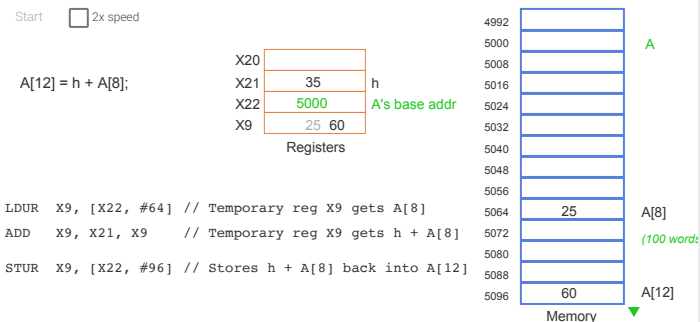 Start 2x speed
A[12] = h + A[8];
X20
X21 35 h
X22 5000 A's base addr
X9 25 60
Registers
LDUR X9, [X22, #64] // Temporary reg X9 gets A[8]
ADD X9, X21, X9 // Temporary reg X9 gets h + A[8]
STUR X9, [X22, #96] // Stores h + A[8] back into A[12]
4992
5000 A
5008
5016
5024
5032
5040
5048
5056
5064 25 A[8]
5072 (100 words
5080
5088
5096 60 A[12]
Memory